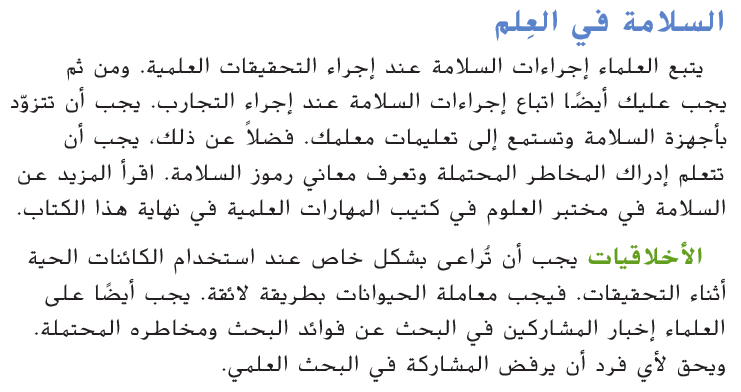 السلامة في العِلم
يتبع العلماء إجراءات السلامة عند إجراء التحقيقات العلمية. ومن ثم
يجب عليك أيضًا اتباع إجراءات السلامة عند إجراء التجارب. يجب أن تتزوّد
بأجهزة السلامة وتستمع إلى تعليمات معلمك. فضلاً عن ذلك، يجب أن
تتعلم إدراك المخاطر المحتملة وتعرف معاني رموز السلامة. اقرأ المزيد عن
السلامة في مختبر العلوم في كتيب المهارات العلمية في نهاية هذا الكتاب.
الأخلاقيات يجب أن تُراعى بشكل خاص عند استخدام الكائنات الحية
أثناء التحقيقات. فيجب معاملة الحيوانات بطريقة لائقة. يجب أيضًا على
العلماء إخبار المشاركين في البحث عن فوائد البحث ومخاطره المحتملة.
ويحق لأي فرد أن يرفض المشاركة في البحث العلمي.